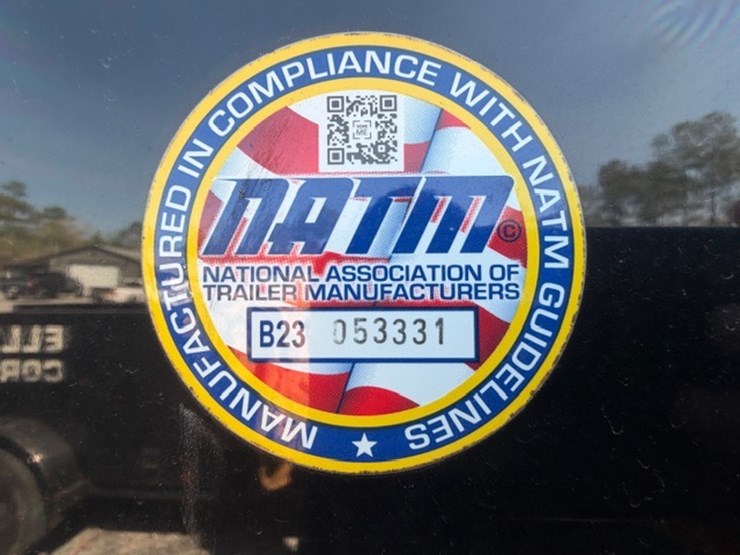 MANUFACTURED IN COMPLIANCE WITH NATM GUIDELINES
NATM ©
NATIONAL ASSOCIATION OF
TRAILER MANUFACTURERS
B23 053331